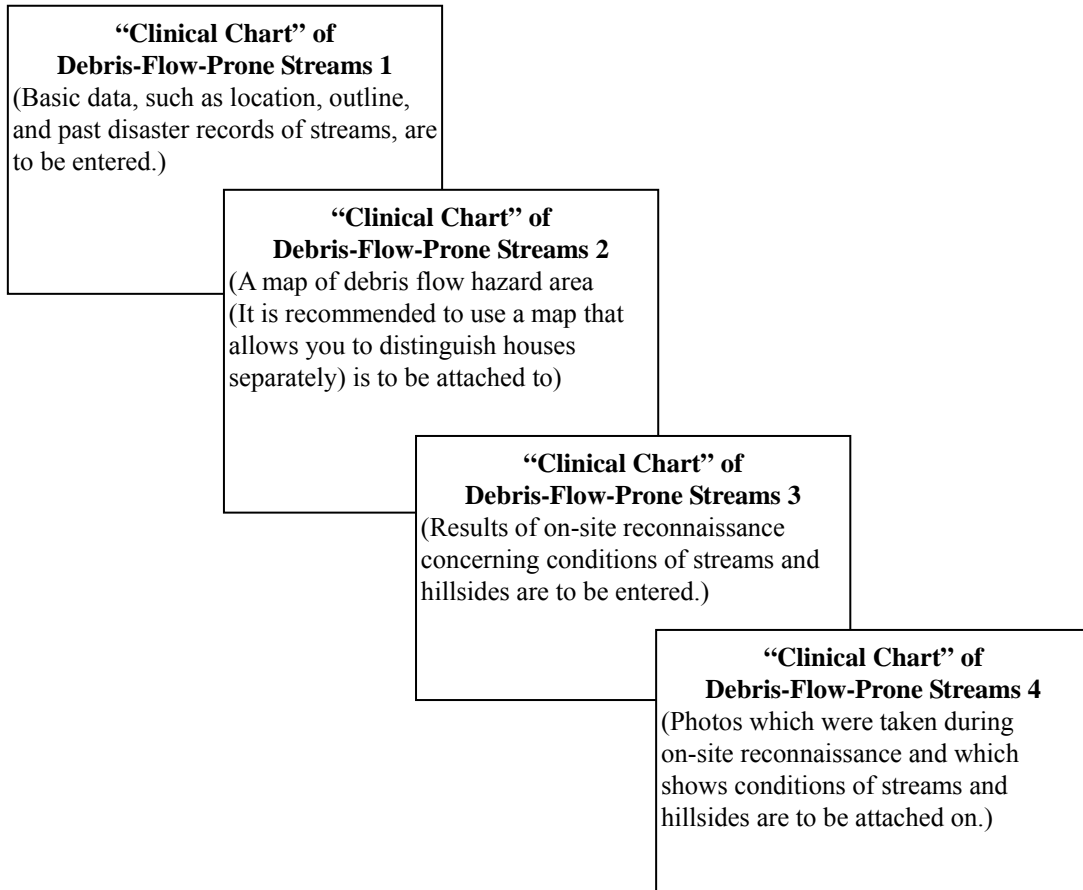 “Clinical Chart” of
Debris-Flow-Prone Streams 1
(Basic data, such as location, outline,
and past disaster records of streams, are
to be entered.)
“Clinical Chart” of
Debris-Flow-Prone Streams 2
(A map of debris flow hazard area
(It is recommended to use a map that
allows you to distinguish houses
separately) is to be attached to)
“Clinical Chart” of
Debris-Flow-Prone Streams 3
(Results of on-site reconnaissance
concerning conditions of streams and
hillsides are to be entered.)
“Clinical Chart” of
Debris-Flow-Prone Streams 4
(Photos which were taken during
on-site reconnaissance and which
shows conditions of streams and
hillsides are to be attached on.)